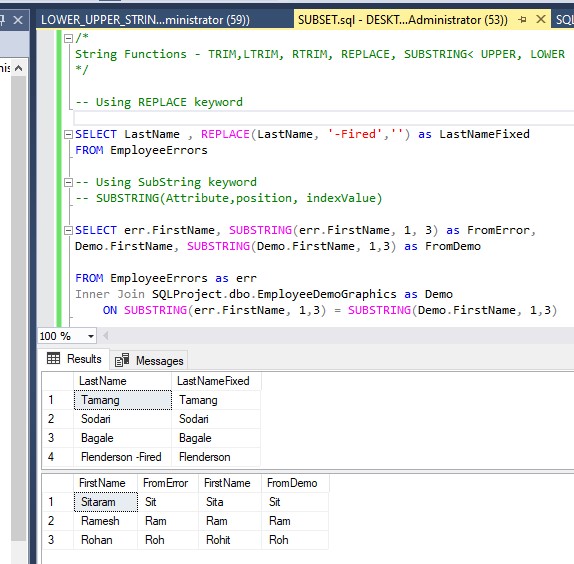 LOWER_UPPER_STRIN...ministrator (59))
SUBSET.sql - DESKT...Administrator (53))
SQL
/*
String Functions - TRIM,LTRIM, RTRIM, REPLACE, SUBSTRING< UPPER, LOWER
*/
-- Using REPLACE keyword
SELECT LastName , REPLACE(LastName, '-Fired','') as LastNameFixed
FROM EmployeeErrors
-- Using SubString keyword
-- SUBSTRING(Attribute,position, indexValue)
SELECT err.FirstName, SUBSTRING(err.FirstName, 1, 3) as FromError,
Demo.FirstName, SUBSTRING(Demo.FirstName, 1,3) as FromDemo
FROM EmployeeErrors as err
Inner Join SQLProject.dbo.EmployeeDemoGraphics as Demo
ON SUBSTRING(err.FirstName, 1,3) = SUBSTRING(Demo.FirstName, 1,3)
100 %
Results Messages
LastName LastNameFixed
1 Tamang Tamang
2 Sodari Sodari
3 Bagale Bagale
4 Flenderson -Fired Flenderson
FirstName FromError FirstName FromDemo
1 Sitaram Sit Sita Sit
2 Ramesh Ram Ram Ram
3 Rohan Roh Rohit Roh